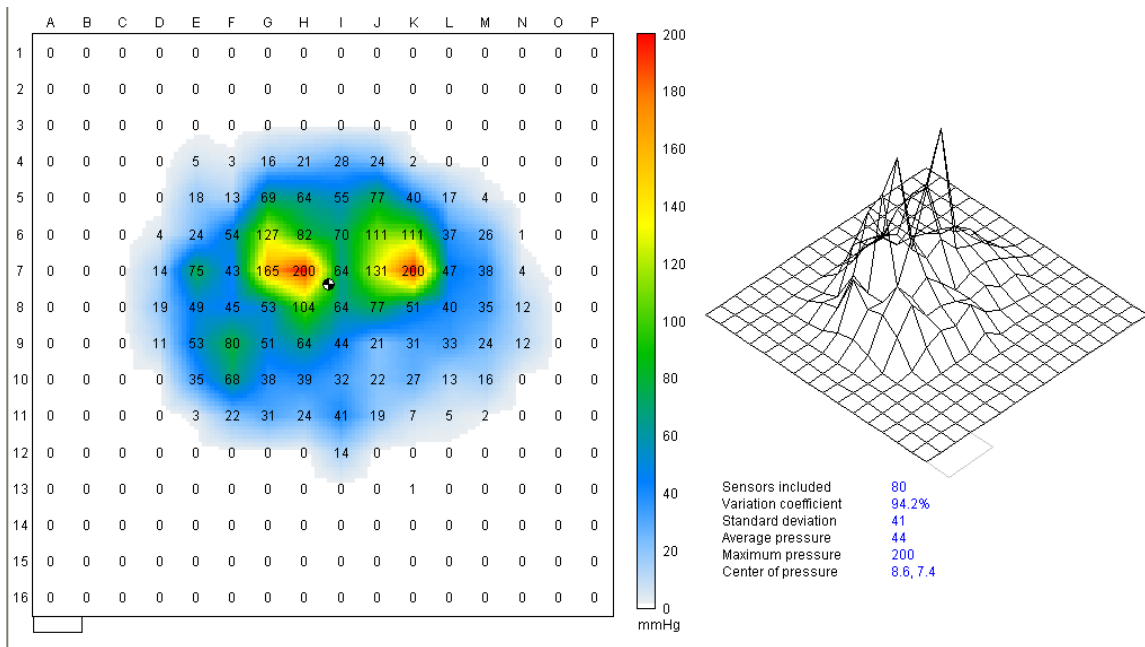 A B C D E F G H I J K L M N O P
1 0 0 0 0 0 0 0 0 0 0 0 0 0 0 0 0
2 0 0 0 0 0 0 0 0 0 0 0 0 0 0 0 0
3 0 0 0 0 0 0 0 0 0 0 0 0 0 0 0 0
4 0 0 0 0 5 3 16 21 28 24 2 0 0 0 0 0
5 0 0 0 0 18 13 69 64 55 77 40 17 4 0 0 0
6 0 0 0 4 24 54 127 82 70 111 111 37 26 1 0 0
7 0 0 0 14 75 43 165 200 64 131 200 47 38 4 0 0
8 0 0 0 19 49 45 53 104 64 77 51 40 35 12 0 0
9 0 0 0 11 53 80 51 64 44 21 31 33 24 12 0 0
10 0 0 0 0 35 68 38 39 32 22 27 13 16 0 0 0
11 0 0 0 0 3 22 31 24 41 19 7 5 2 0 0 0
12 0 0 0 0 0 0 0 0 14 0 0 0 0 0 0 0
13 0 0 0 0 0 0 0 0 0 0 1 0 0 0 0 0
14 0 0 0 0 0 0 0 0 0 0 0 0 0 0 0 0
15 0 0 0 0 0 0 0 0 0 0 0 0 0 0 0 0
16 0 0 0 0 0 0 0 0 0 0 0 0 0 0 0 0
200
180
160
140
120
100
80
60
40
20
0
mmHg
Sensors included 80
Variation coefficient 94.2%
Standard deviation 41
Average pressure 44
Maximum pressure 200
Center of pressure 8.6, 7.4